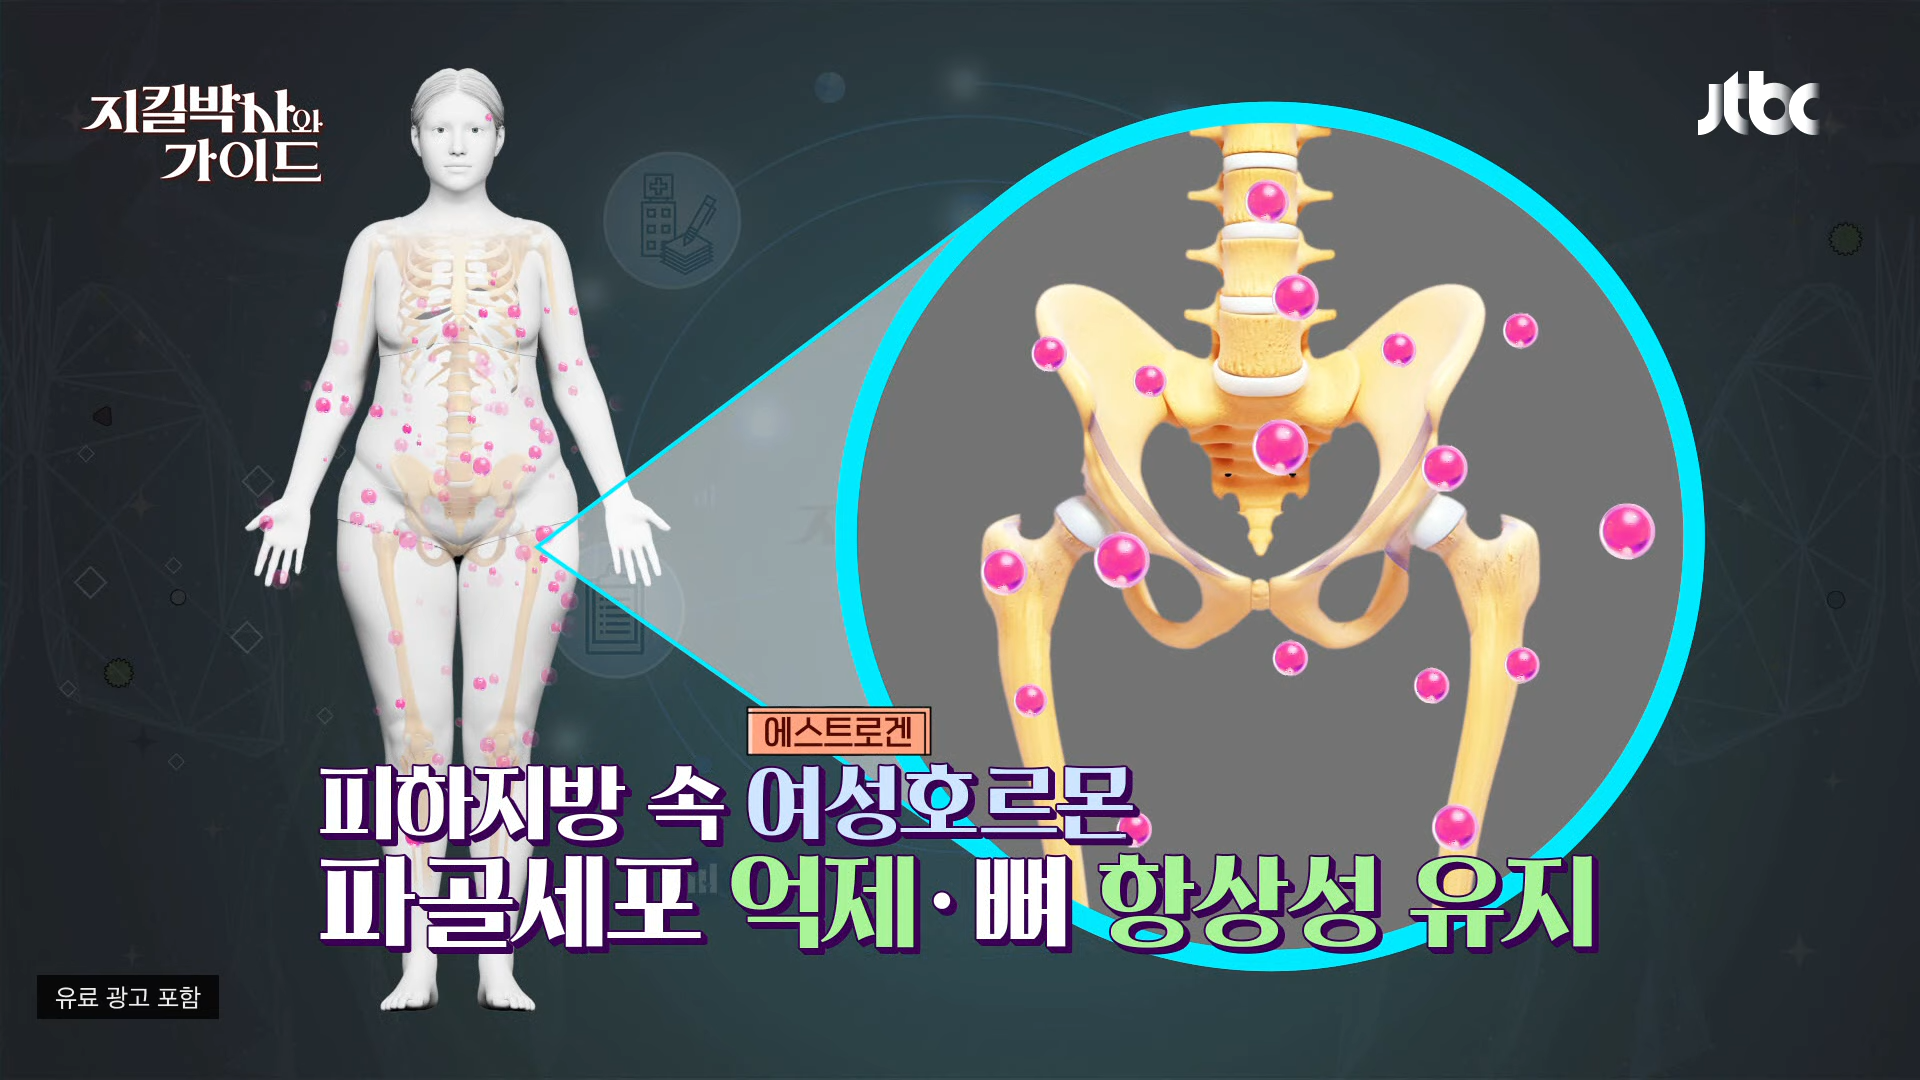 지킬박사와
가이드
jtbc
에스트로겐
피하지방 속 여성호르몬
파골세포 억제·뼈 항상성 유지
유료 광고 포함